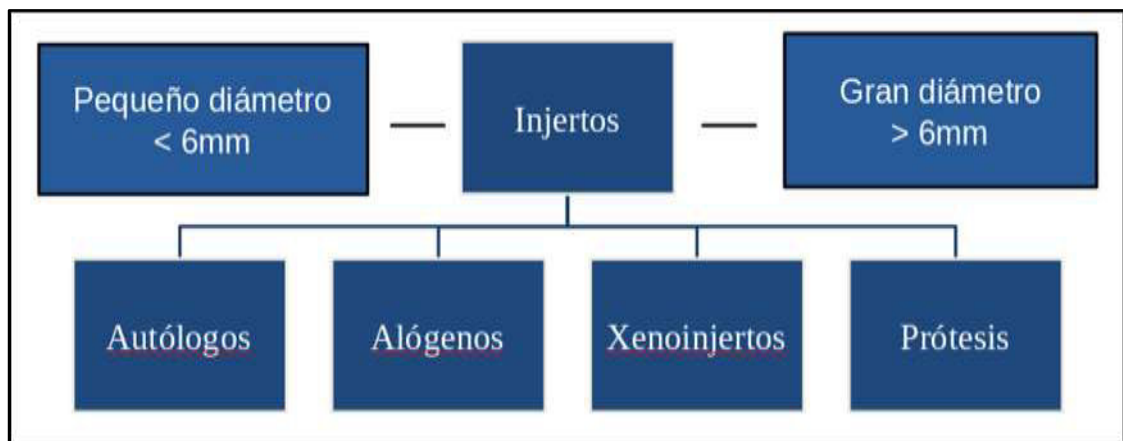 Pequeño diámetro
< 6mm
Injertos
Gran diámetro
> 6mm
Autólogos
Alógenos
Xenoinjertos
Prótesis